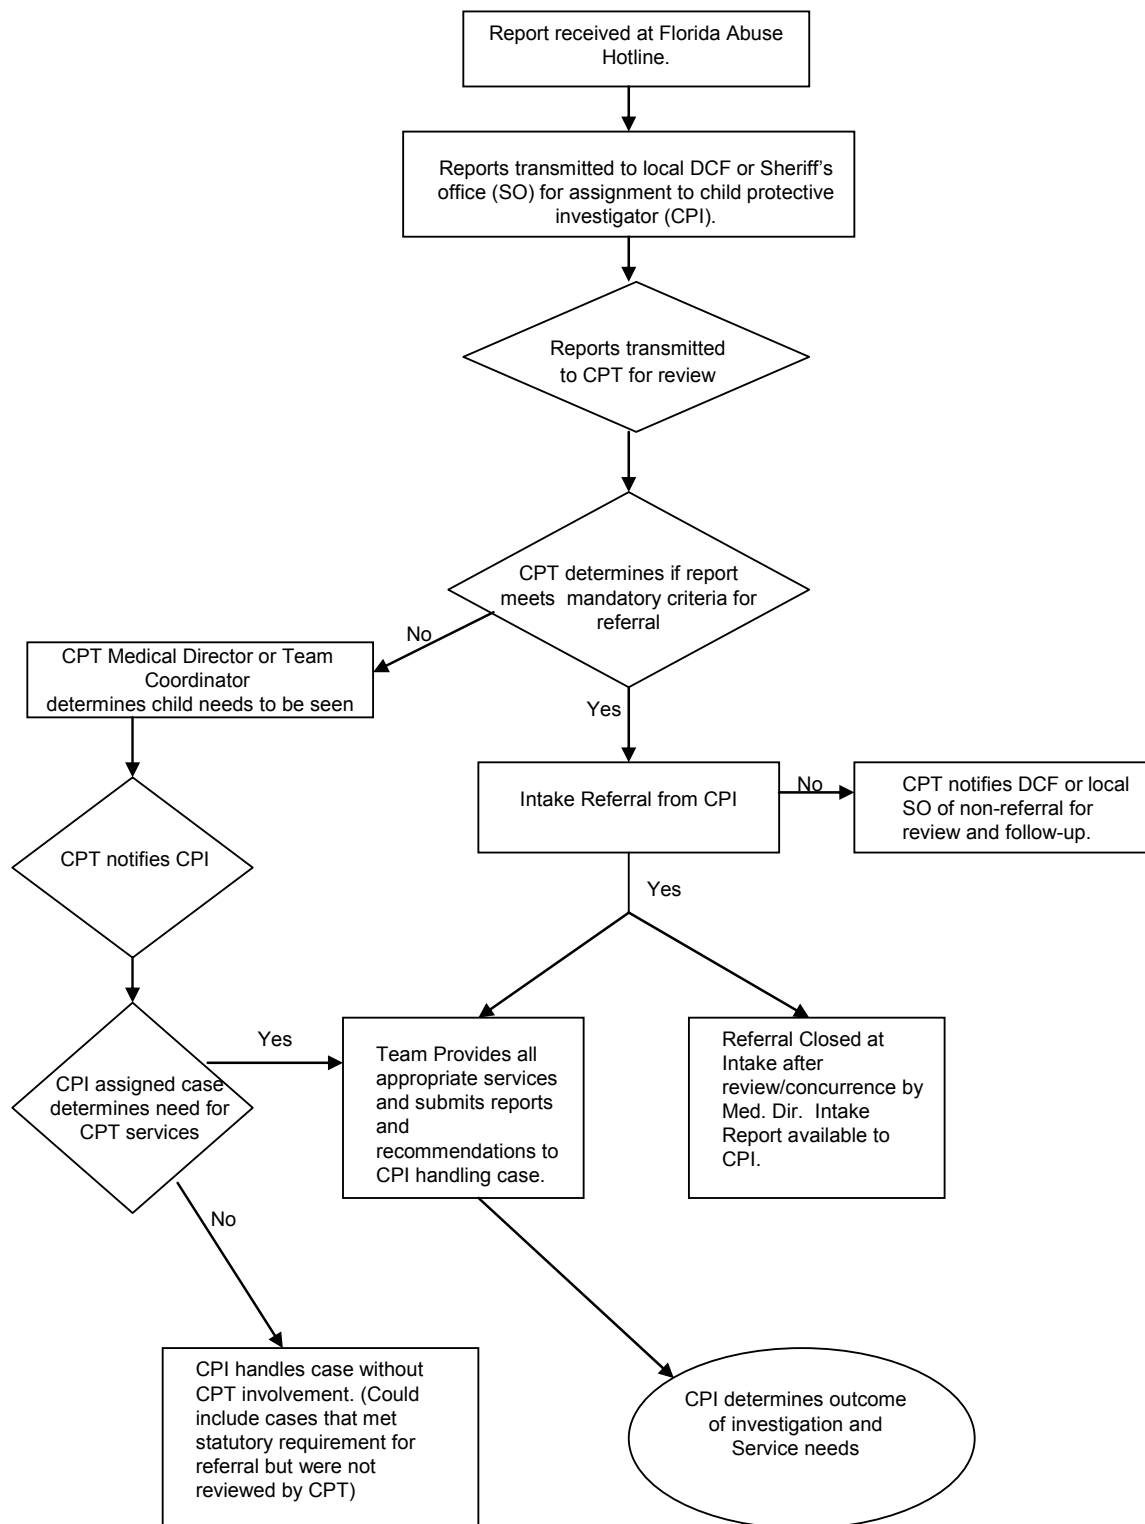 Report received at Florida Abuse
Hotline.
Reports transmitted to local DCF or Sheriff's
office (SO) for assignment to child protective
investigator (CPI).
Reports transmitted
to CPT for review
CPT determines if report
meets mandatory criteria for
referral
No
CPT Medical Director or Team
Coordinator
determines child needs to be seen
Yes
Intake Referral from CPI
No
CPT notifies DCF or local
SO of non-referral for
review and follow-up.
CPT notifies CPI
Yes
CPI assigned case
determines need for
CPT services
Yes
Team Provides all
appropriate services
and submits reports
and
recommendations to
CPI handling case.
Referral Closed at
Intake after
review/concurrence by
Med. Dir. Intake
Report available to
CPI.
No
CPI handles case without
CPT involvement. (Could
include cases that met
statutory requirement for
referral but were not
reviewed by CPT)
CPI determines outcome
of investigation and
Service needs